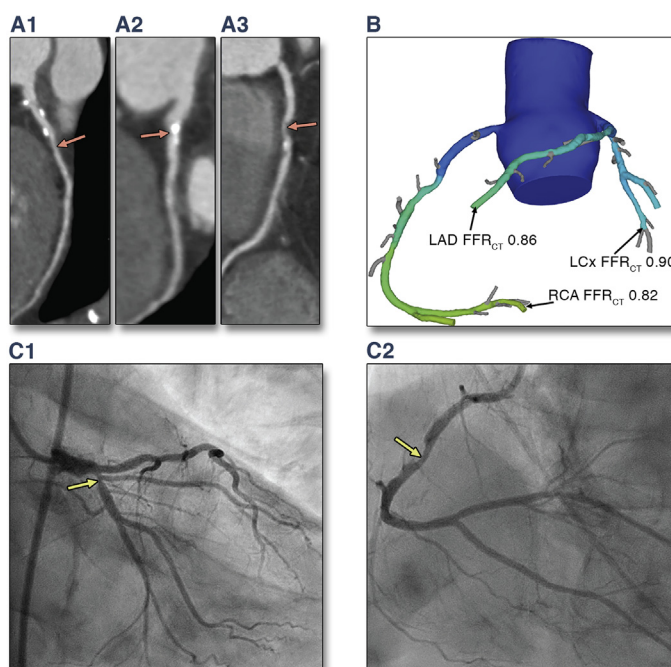 A1 A2 A3 B
LAD FFRCT 0.86
LCx FFRCT 0.90
RCA FFRCT 0.82
C1 C2